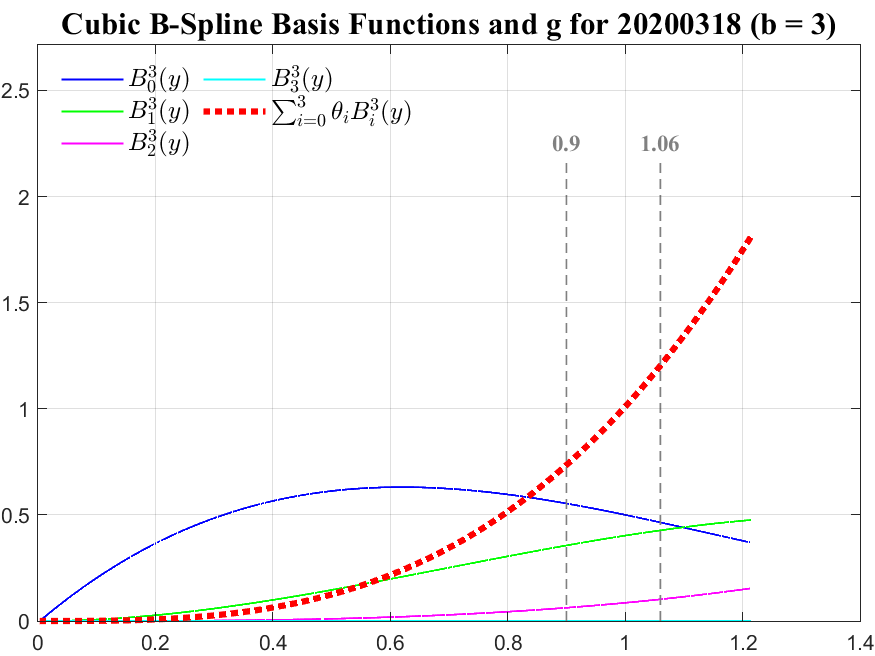 Cubic B-Spline Basis Functions and g for 20200318 (b = 3)
B_0^3(y)
B_1^3(y)
B_2^3(y)
B_3^3(y)
∑_{i=0}^3 θ_i B_i^3(y)
0.9
1.06
2.5
2
1.5
1
0.5
0
0 0.2 0.4 0.6 0.8 1 1.2 1.4